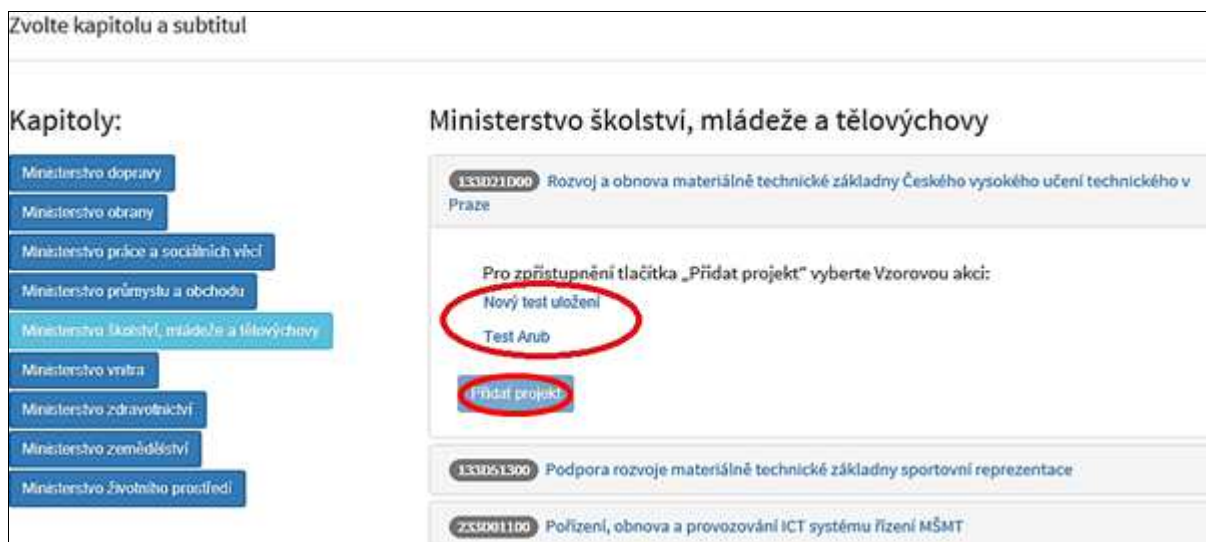 Zvolte kapitolu a subtitul
Kapitoly:
Ministerstvo dopravy
Ministerstvo obrany
Ministerstvo práce a sociálních věcí
Ministerstvo průmyslu a obchodu
Ministerstvo školství, mládeže a tělovýchovy
Ministerstvo vnitra
Ministerstvo zdravotnictví
Ministerstvo zemědělství
Ministerstvo životního prostředí
Ministerstvo školství, mládeže a tělovýchovy
133D21D00 Rozvoj a obnova materiálně technické základny Českého vysokého učení technického v
Praze
Pro zpřístupnění tlačítka „Přidat projekt" vyberte Vzorovou akci:
Nový test uložení
Test Arub
Přidat projekt
133D51300 Podpora rozvoje materiálně technické základny sportovní reprezentace
233001100 Pořízení, obnova a provozování ICT systému řízení MŠMT